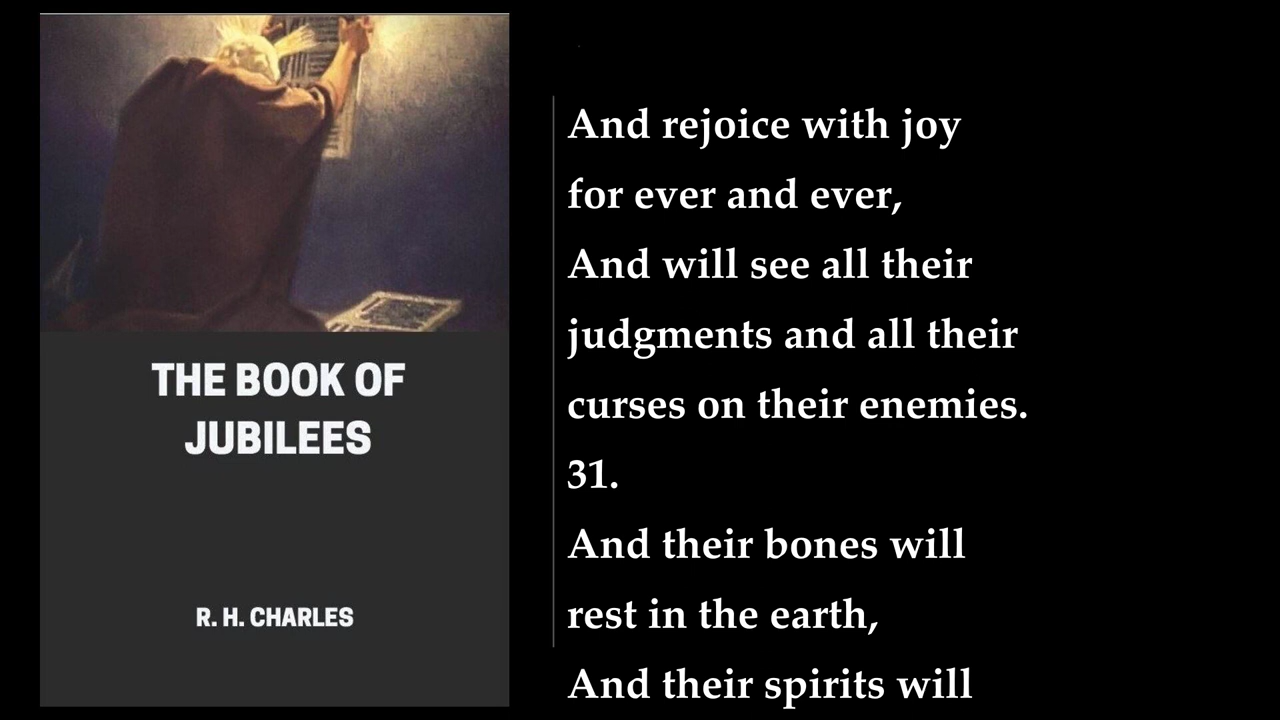 THE BOOK OF
JUBILEES
R. H. CHARLES
And rejoice with joy
for ever and ever,
And will see all their
judgments and all their
curses on their enemies.
31.
And their bones will
rest in the earth,
And their spirits will